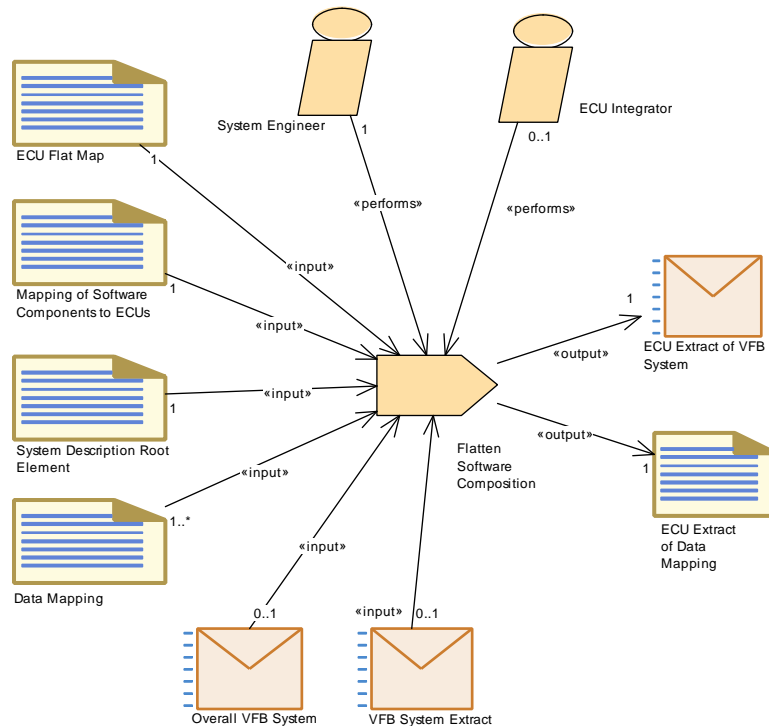 System Engineer
1
ECU Integrator
0..1
ECU Flat Map
1
«performs»
«performs»
«input»
Mapping of Software
Components to ECUs
1
«input»
1
ECU Extract of VFB
System
«output»
System Description Root
Element
1
«input»
Flatten
Software
Composition
«output»
1
ECU Extract
of Data
Mapping
Data Mapping
1..*
«input»
«input»
0..1
Overall VFB System
«input»
0..1
VFB System Extract